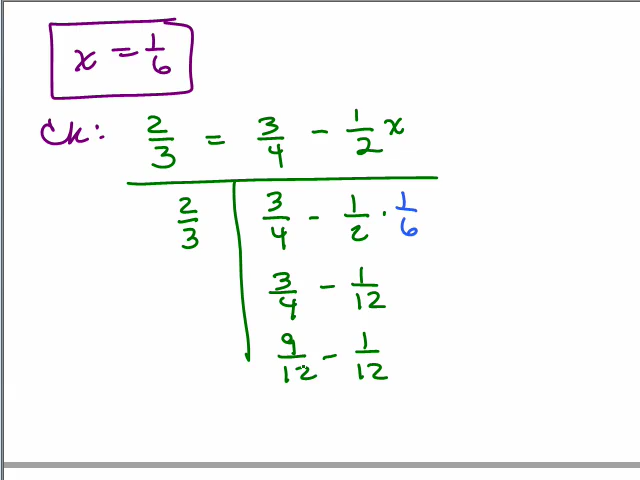 x = 1/6
Ck: 2/3 = 3/4 - 1/2 x
2/3 3/4 - 1/2 · 1/6
3/4 - 1/12
9/12 - 1/12